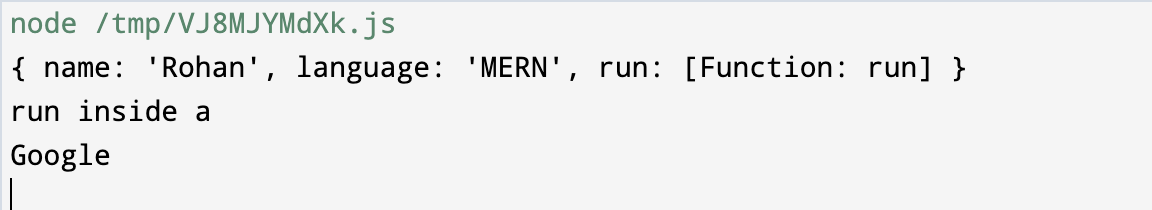 node /tmp/VJ8MJYMdXk.js
{ name: 'Rohan', language: 'MERN', run: [Function: run] }
run inside a
Google